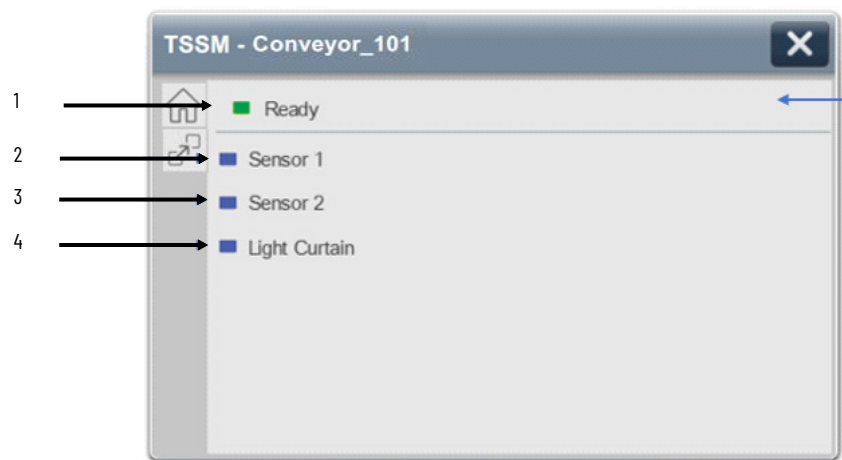 TSSM - Conveyor_101
1 Ready
2 Sensor 1
3 Sensor 2
4 Light Curtain